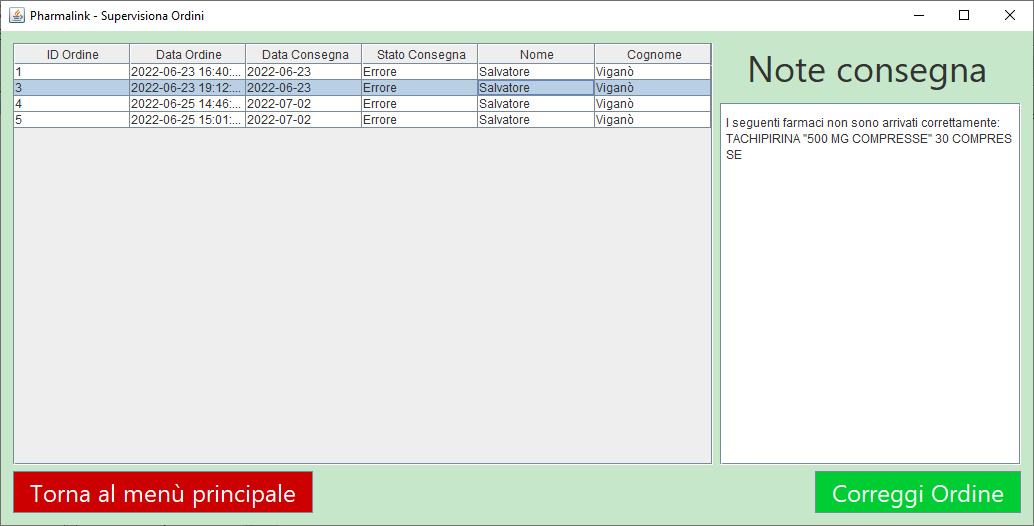 Pharmalink - Supervisiona Ordini
ID Ordine Data Ordine Data Consegna Stato Consegna Nome Cognome
1 2022-06-23 16:40:... 2022-06-23 Errore Salvatore Viganò
3 2022-06-23 19:12:... 2022-06-23 Errore Salvatore Viganò
4 2022-06-25 14:46:... 2022-07-02 Errore Salvatore Viganò
5 2022-06-25 15:01:... 2022-07-02 Errore Salvatore Viganò
Note consegna
I seguenti farmaci non sono arrivati correttamente:
TACHIPIRINA "500 MG COMPRESSE" 30 COMPRES
SE
Torna al menù principale
Correggi Ordine